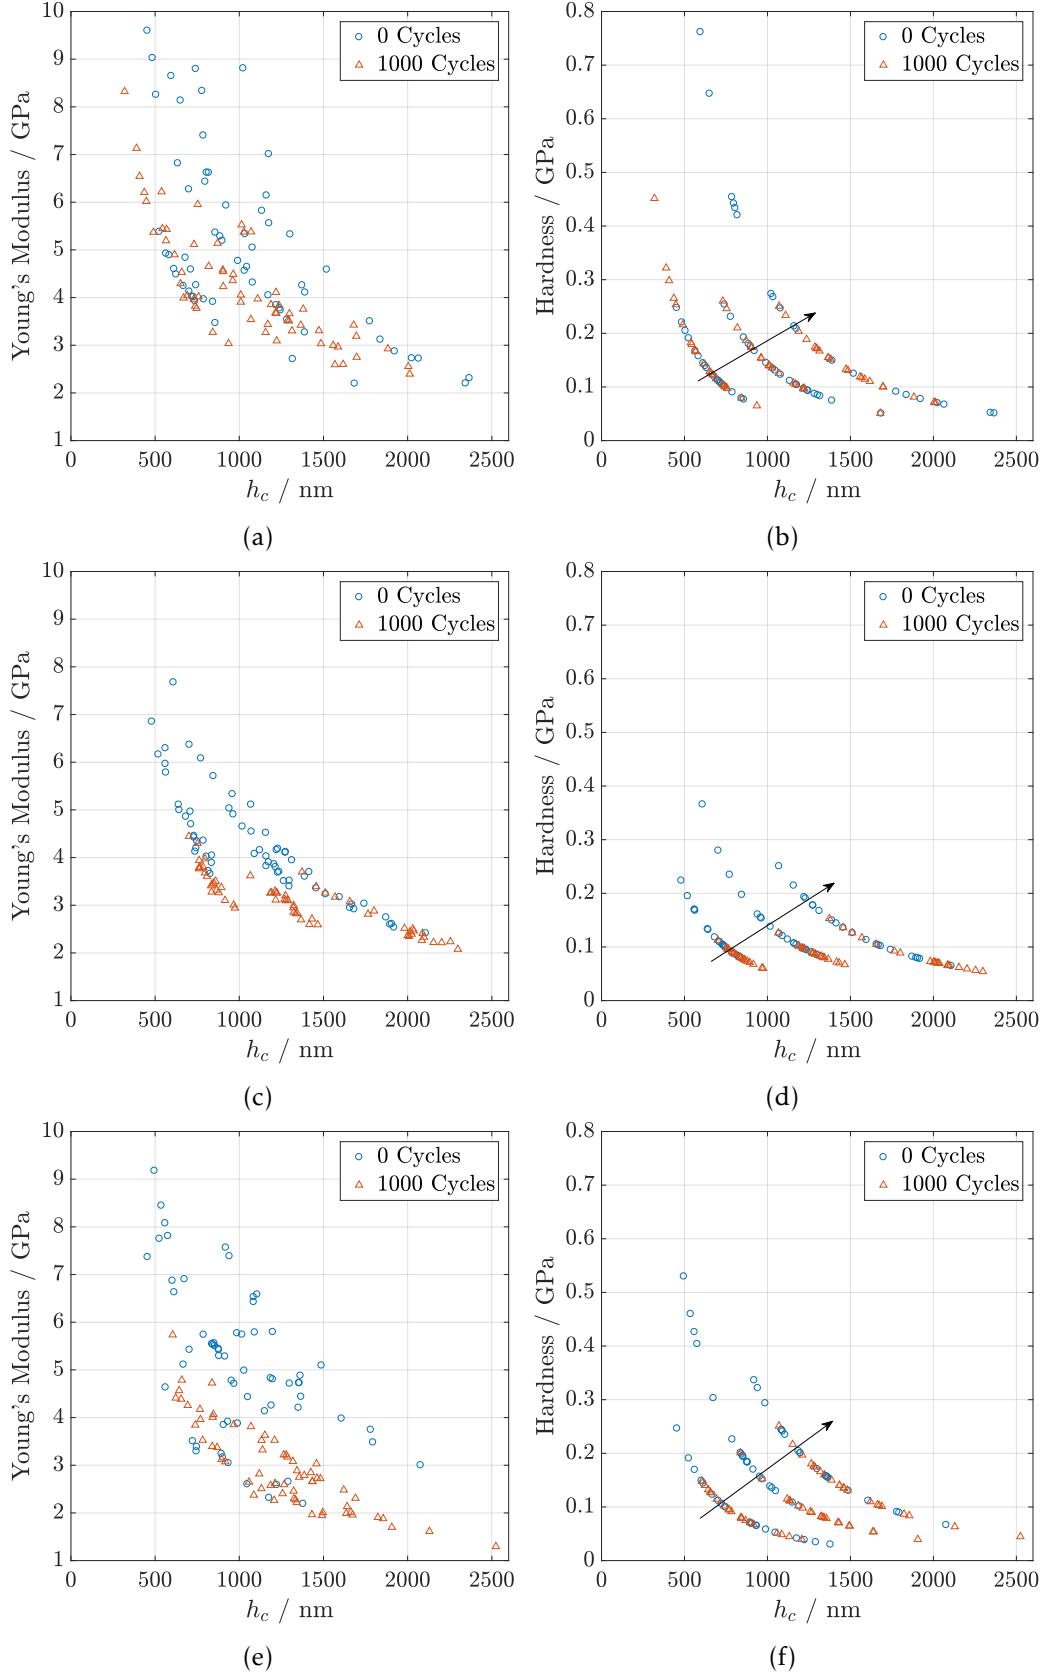 10
9
8
7
6
5
4
3
2
1
Young's Modulus / GPa
0 Cycles
1000 Cycles
0 500 1000 1500 2000 2500
h_c / nm
(a)
0.8
0.7
0.6
0.5
0.4
0.3
0.2
0.1
0
Hardness / GPa
0 Cycles
1000 Cycles
0 500 1000 1500 2000 2500
h_c / nm
(b)
10
9
8
7
6
5
4
3
2
1
Young's Modulus / GPa
0 Cycles
1000 Cycles
0 500 1000 1500 2000 2500
h_c / nm
(c)
0.8
0.7
0.6
0.5
0.4
0.3
0.2
0.1
0
Hardness / GPa
0 Cycles
1000 Cycles
0 500 1000 1500 2000 2500
h_c / nm
(d)
10
9
8
7
6
5
4
3
2
1
Young's Modulus / GPa
0 Cycles
1000 Cycles
0 500 1000 1500 2000 2500
h_c / nm
(e)
0.8
0.7
0.6
0.5
0.4
0.3
0.2
0.1
0
Hardness / GPa
0 Cycles
1000 Cycles
0 500 1000 1500 2000 2500
h_c / nm
(f)